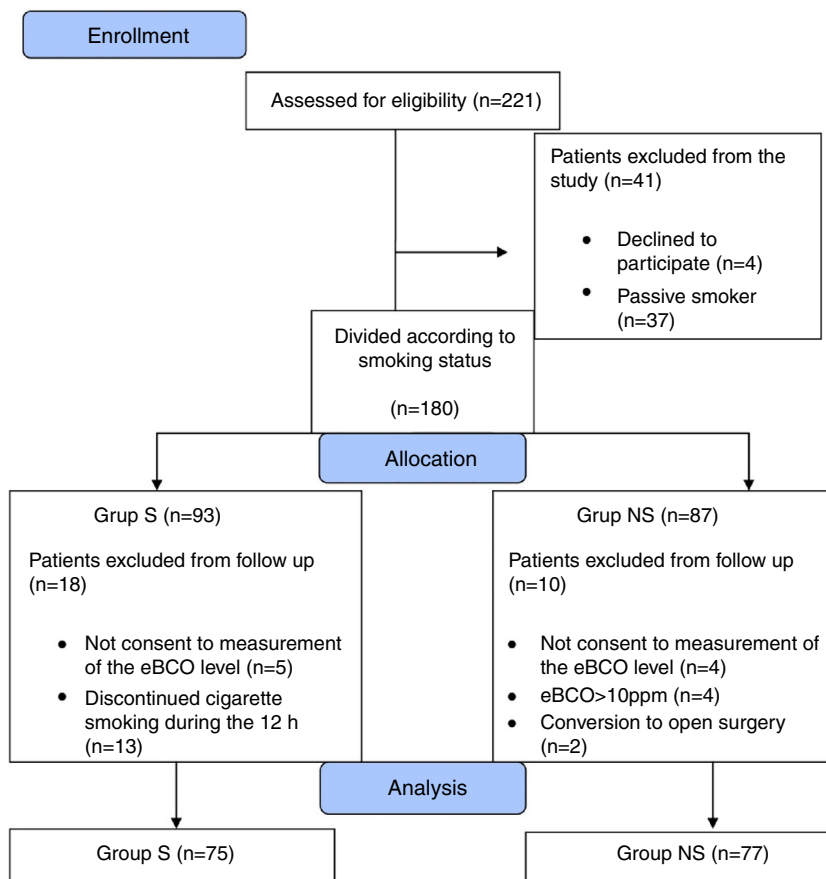 Enrollment
Assessed for eligibility (n=221)
Patients excluded from the
study (n=41)
• Declined to
participate (n=4)
• Passive smoker
(n=37)
Divided according to
smoking status
(n=180)
Allocation
Grup S (n=93)
Patients excluded from follow up
(n=18)
• Not consent to measurement
of the eBCO level (n=5)
• Discontinued cigarette
smoking during the 12 h
(n=13)
Grup NS (n=87)
Patients excluded from follow up
(n=10)
• Not consent to measurement of
the eBCO level (n=4)
• eBCO>10ppm (n=4)
• Conversion to open surgery
(n=2)
Analysis
Group S (n=75)
Group NS (n=77)